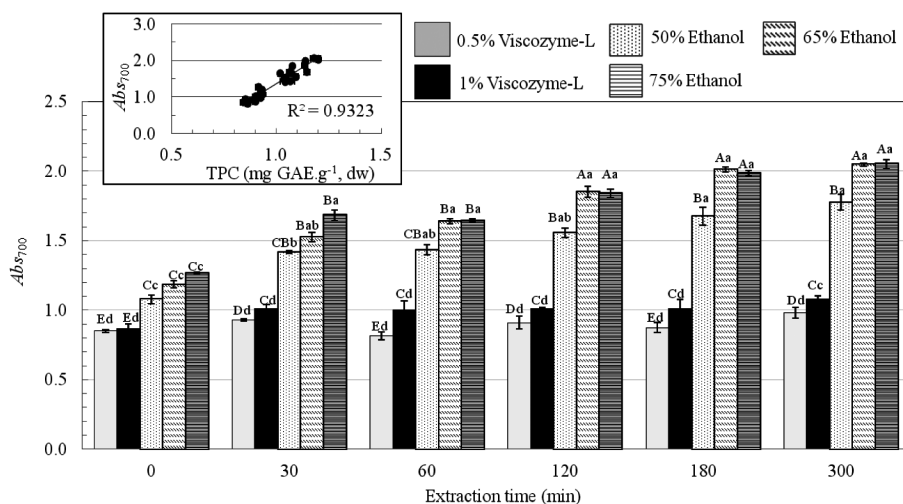 3.0
2.0
1.0
0.0
Abs700
R² = 0.9323
0.5 1.0 1.5
TPC (mg GAE.g⁻¹, dw)
0.5% Viscozyme-L 50% Ethanol 65% Ethanol
1% Viscozyme-L 75% Ethanol
2.5
2.0
1.5
1.0
0.5
0.0
Abs700
Ed Ed Cc Cc Cc
Dd Cd CBb Bab Ba
Ed Cd CBab Ba Ba
Dd Cd Bab Aa Aa
Ed Cd Ba Aa Aa
Dd Cc Ba Aa Aa
0 30 60 120 180 300
Extraction time (min)